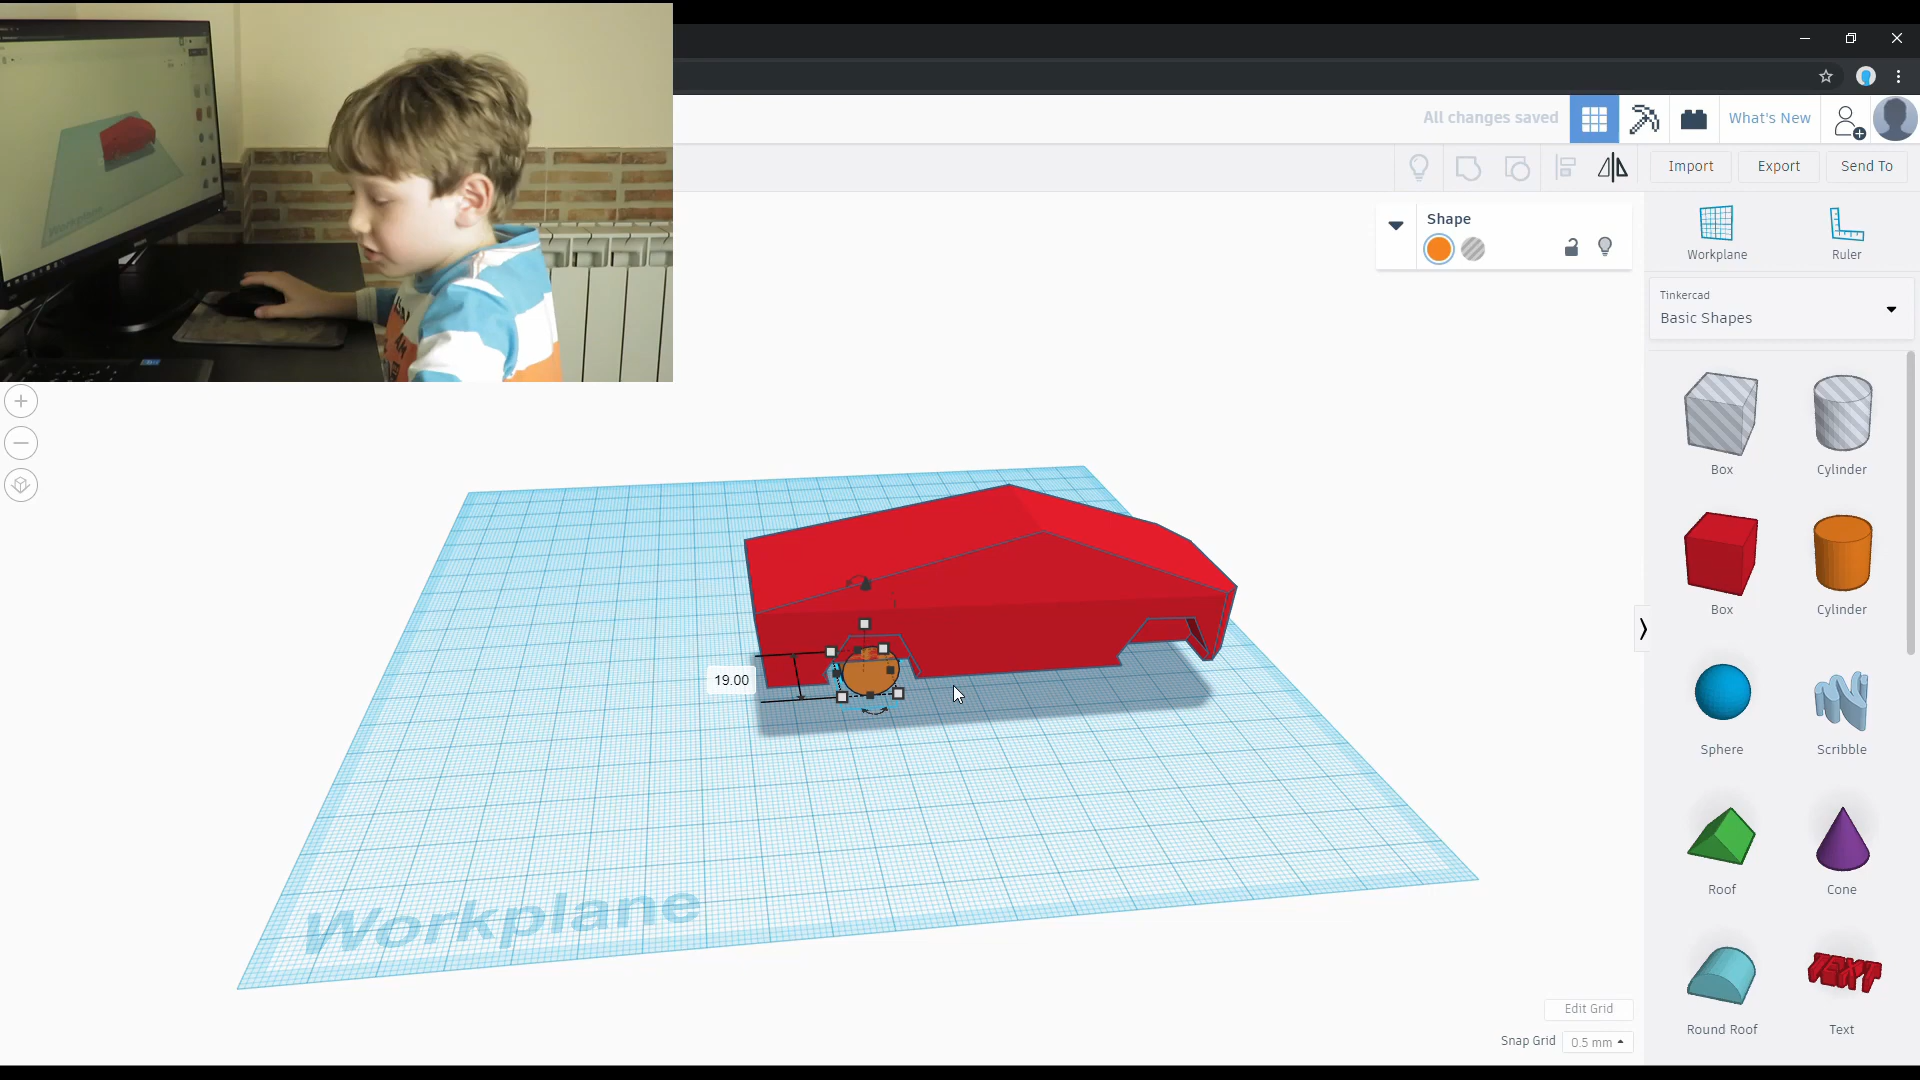 All changes saved
What's New
Import
Export
Send To
Shape
Workplane
Ruler
Tinkercad
Basic Shapes
Box
Cylinder
Box
Cylinder
19.00
Sphere
Scribble
Roof
Cone
Workplane
TEXT
Round Roof
Text
Edit Grid
Snap Grid
0.5 mm